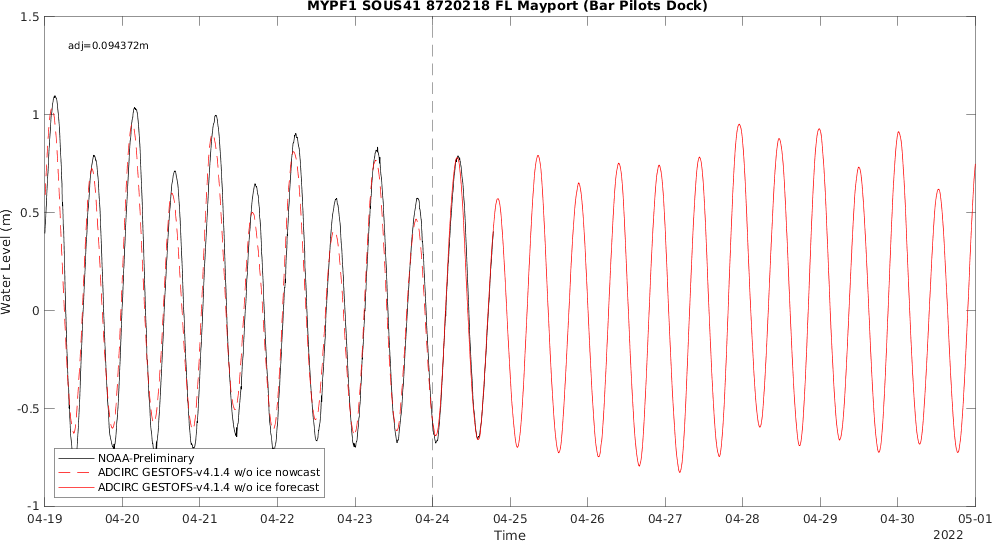 MYPF1 SOUS41 8720218 FL Mayport (Bar Pilots Dock)
1.5
adj=0.094372m
1
0.5
Water Level (m)
0
-0.5
NOAA-Preliminary
ADCIRC GESTOFS-v4.1.4 w/o ice nowcast
ADCIRC GESTOFS-v4.1.4 w/o ice forecast
-1
04-19 04-20 04-21 04-22 04-23 04-24 04-25 04-26 04-27 04-28 04-29 04-30 05-01
Time 2022